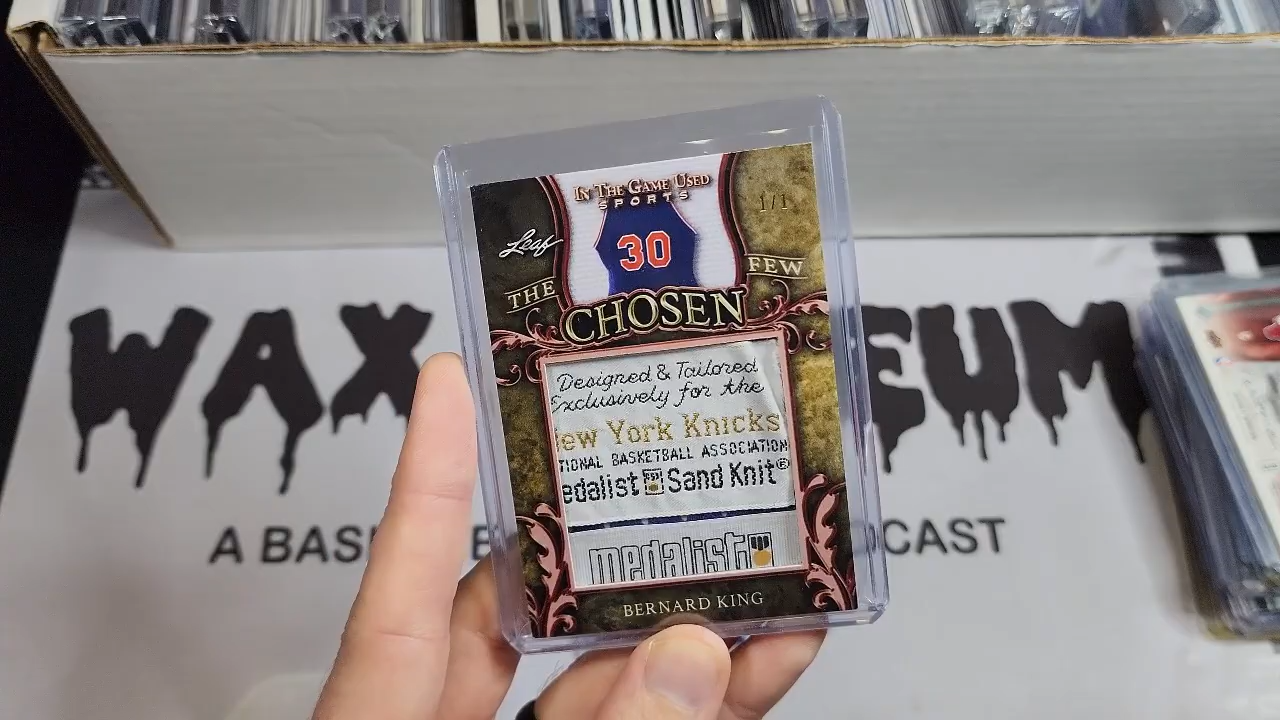 IN THE GAME USED
SPORTS
1/1
Leaf
30
THE
FEW
CHOSEN
Designed & Tailored
Exclusively for the
ew York Knicks
TIONAL BASKETBALL ASSOCIATION
edalist Sand Knit®
medalist
BERNARD KING
WAX EUM
A BAS CAST